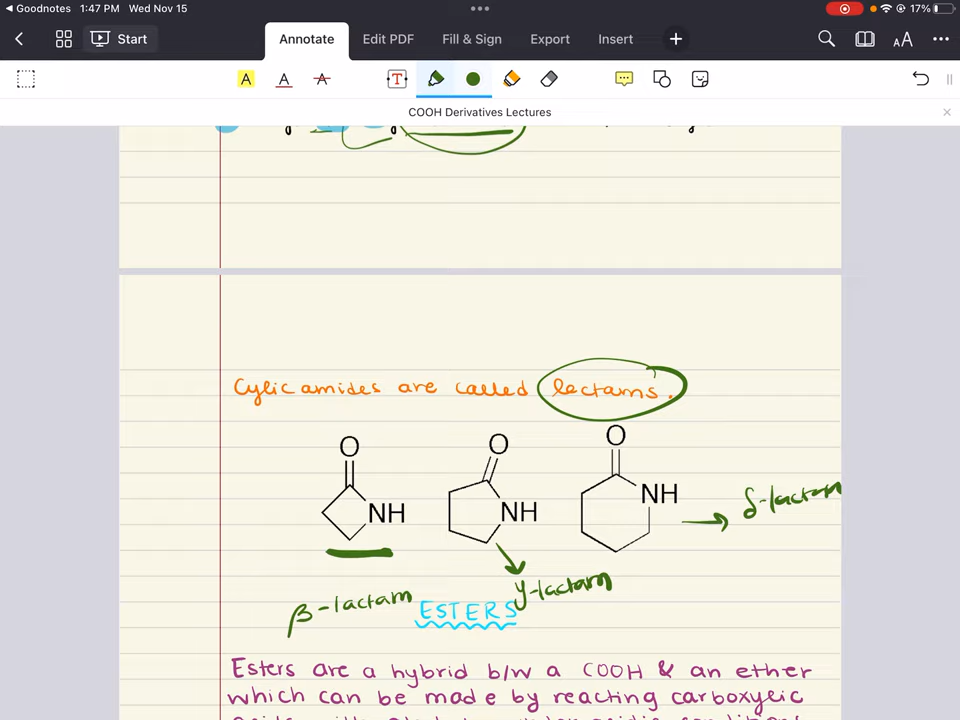 Goodnotes 1:47 PM Wed Nov 15 17%
Start Annotate Edit PDF Fill & Sign Export Insert AA
A A A T
COOH Derivatives Lectures
Cylic amides are called lactams.
O O O
NH NH NH
δ-lactam
γ-lactam
β-lactam
ESTERS
Esters are a hybrid b/w a COOH & an ether
which can be made by reacting carboxylic